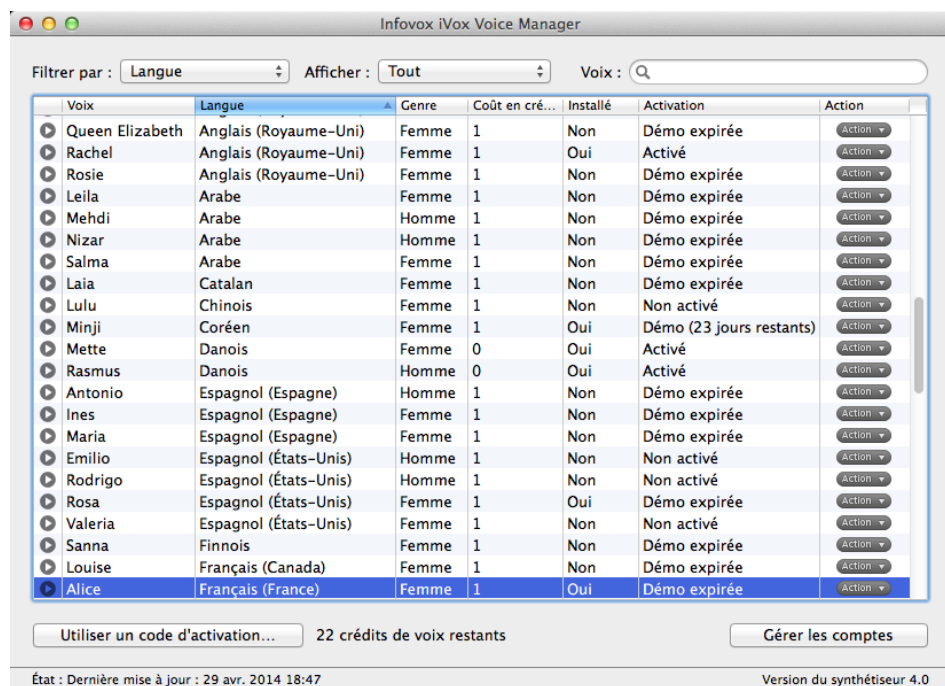 Infovox iVox Voice Manager
Filtrer par : Langue Afficher : Tout Voix :
Voix Langue Genre Coût en cré... Installé Activation Action
Queen Elizabeth Anglais (Royaume-Uni) Femme 1 Non Démo expirée Action
Rachel Anglais (Royaume-Uni) Femme 1 Oui Activé Action
Rosie Anglais (Royaume-Uni) Femme 1 Non Démo expirée Action
Leila Arabe Femme 1 Non Démo expirée Action
Mehdi Arabe Homme 1 Non Démo expirée Action
Nizar Arabe Homme 1 Non Démo expirée Action
Salma Arabe Femme 1 Non Démo expirée Action
Laia Catalan Femme 1 Non Démo expirée Action
Lulu Chinois Femme 1 Non Non activé Action
Minji Coréen Femme 1 Oui Démo (23 jours restants) Action
Mette Danois Femme 0 Oui Activé Action
Rasmus Danois Homme 0 Oui Activé Action
Antonio Espagnol (Espagne) Homme 1 Non Démo expirée Action
Ines Espagnol (Espagne) Femme 1 Non Démo expirée Action
Maria Espagnol (Espagne) Femme 1 Non Démo expirée Action
Emilio Espagnol (États-Unis) Homme 1 Non Non activé Action
Rodrigo Espagnol (États-Unis) Homme 1 Non Non activé Action
Rosa Espagnol (États-Unis) Femme 1 Oui Démo expirée Action
Valeria Espagnol (États-Unis) Femme 1 Non Non activé Action
Sanna Finnois Femme 1 Non Démo expirée Action
Louise Français (Canada) Femme 1 Non Démo expirée Action
Alice Français (France) Femme 1 Oui Démo expirée Action
Utiliser un code d'activation... 22 crédits de voix restants Gérer les comptes
État : Dernière mise à jour : 29 avr. 2014 18:47 Version du synthétiseur 4.0